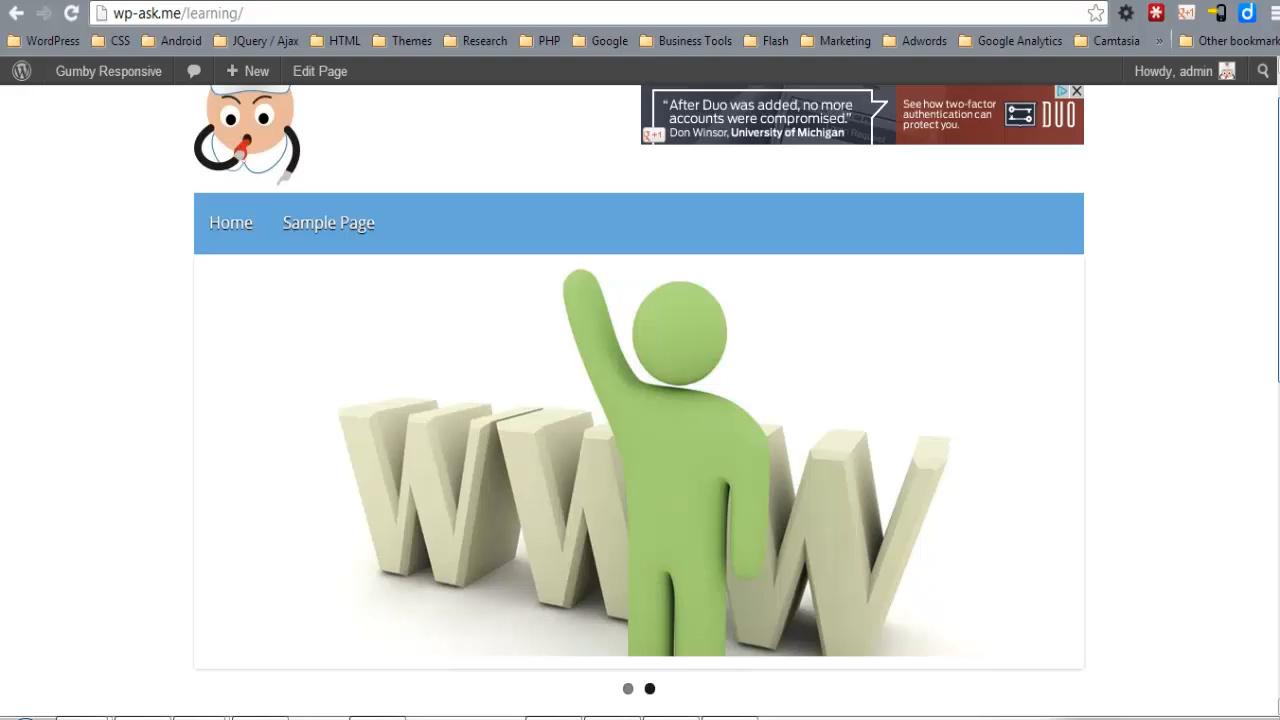 wp-ask.me/learning/
WordPress CSS Android JQuery / Ajax HTML Themes Research PHP Google Business Tools Flash Marketing Adwords Google Analytics Camtasia » Other bookmark
Gumby Responsive + New Edit Page Howdy, admin
“After Duo was added, no more
accounts were compromised.”
Don Winsor, University of Michigan
See how two-factor
authentication can
protect you.
DUO
g+1
Home Sample Page
WWW